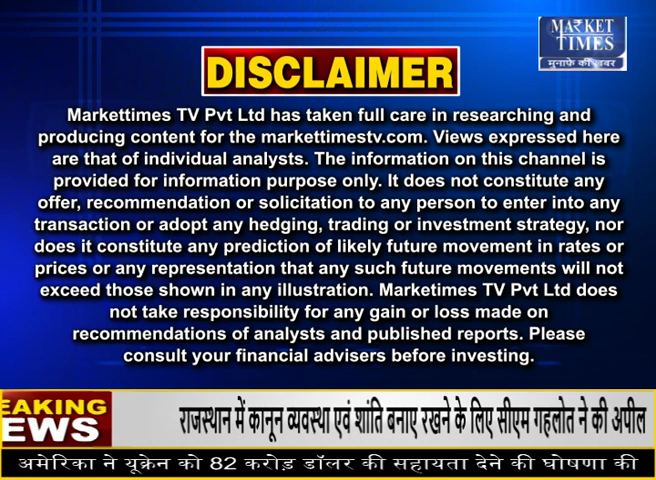 MARKET
TIMES
मुनाफे की खबर
DISCLAIMER
Markettimes TV Pvt Ltd has taken full care in researching and
producing content for the markettimestv.com. Views expressed here
are that of individual analysts. The information on this channel is
provided for information purpose only. It does not constitute any
offer, recommendation or solicitation to any person to enter into any
transaction or adopt any hedging, trading or investment strategy, nor
does it constitute any prediction of likely future movement in rates or
prices or any representation that any such future movements will not
exceed those shown in any illustration. Marketimes TV Pvt Ltd does
not take responsibility for any gain or loss made on
recommendations of analysts and published reports. Please
consult your financial advisers before investing.
EAKING
EWS
राजस्थान में कानून व्यवस्था एवं शांति बनाए रखने के लिए सीएम गहलोत ने की अपील
अमेरिका ने यूक्रेन को 82 करोड़ डॉलर की सहायता देने की घोषणा की